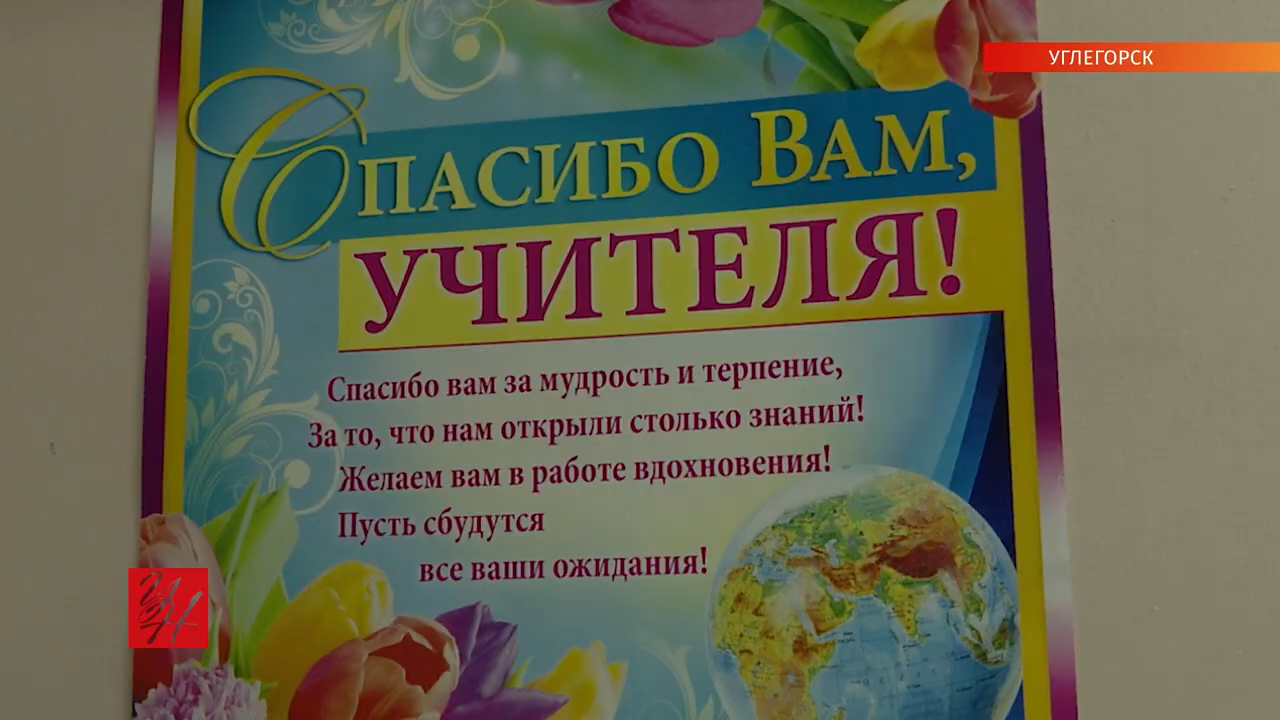 УГЛЕГОРСК
СПАСИБО ВАМ,
УЧИТЕЛЯ!
Спасибо вам за мудрость и терпение,
За то, что нам открыли столько знаний!
Желаем вам в работе вдохновения!
Пусть сбудутся
все ваши ожидания!